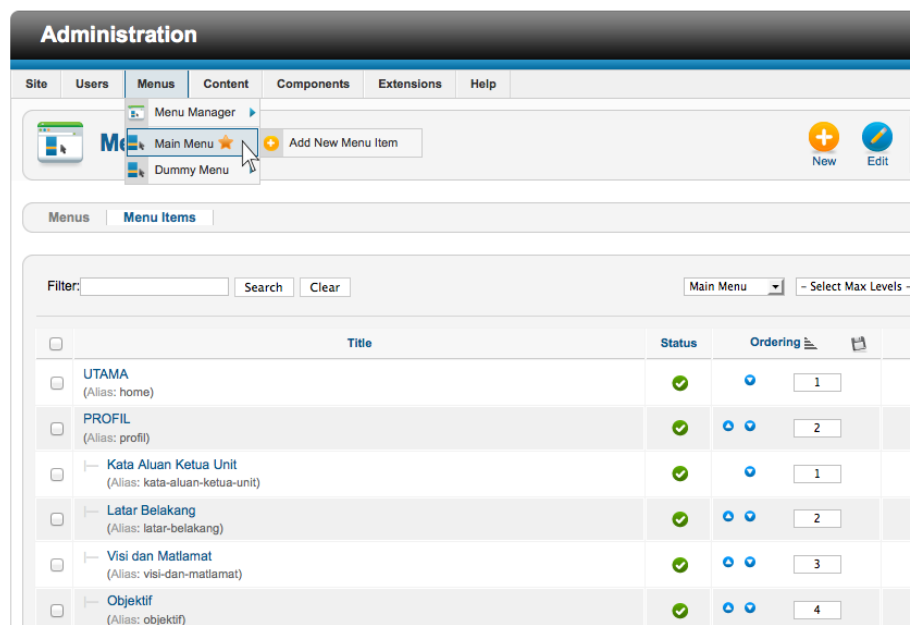 Administration
Site Users Menus Content Components Extensions Help
Menu Manager
Me
Main Menu
Add New Menu Item
Dummy Menu
New Edit
Menus Menu Items
Filter: Search Clear Main Menu - Select Max Levels -
Title Status Ordering
UTAMA
(Alias: home)
1
PROFIL
(Alias: profil)
2
Kata Aluan Ketua Unit
(Alias: kata-aluan-ketua-unit)
1
Latar Belakang
(Alias: latar-belakang)
2
Visi dan Matlamat
(Alias: visi-dan-matlamat)
3
Objektif
(Alias: objektif)
4